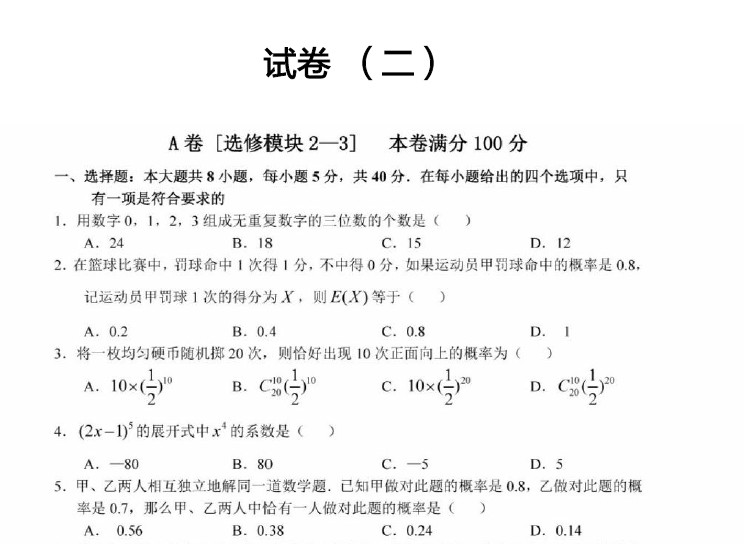 试卷 （二）
A 卷 [选修模块 2—3]   本卷满分 100 分
一、选择题：本大题共 8 小题，每小题 5 分，共 40 分．在每小题给出的四个选项中，只
有一项是符合要求的
1．用数字 0，1，2，3 组成无重复数字的三位数的个数是（  ）
A．24   B．18   C．15   D．12
2．在篮球比赛中，罚球命中 1 次得 1 分，不中得 0 分，如果运动员甲罚球命中的概率是 0.8，
记运动员甲罚球 1 次的得分为 X ，则 E(X) 等于（  ）
A．0.2   B．0.4   C．0.8   D． 1
3．将一枚均匀硬币随机掷 20 次，则恰好出现 10 次正面向上的概率为（  ）
A．10×(1/2)^10   B．C_20^10(1/2)^10   C．10×(1/2)^20   D．C_20^10(1/2)^20
4．(2x−1)^5 的展开式中 x^4 的系数是（  ）
A．—80   B．80   C．—5   D．5
5．甲、乙两人相互独立地解同一道数学题．已知甲做对此题的概率是 0.8，乙做对此题的概
率是 0.7，那么甲、乙两人中恰有一人做对此题的概率是（  ）
A． 0.56   B．0.38   C．0.24   D．0.14